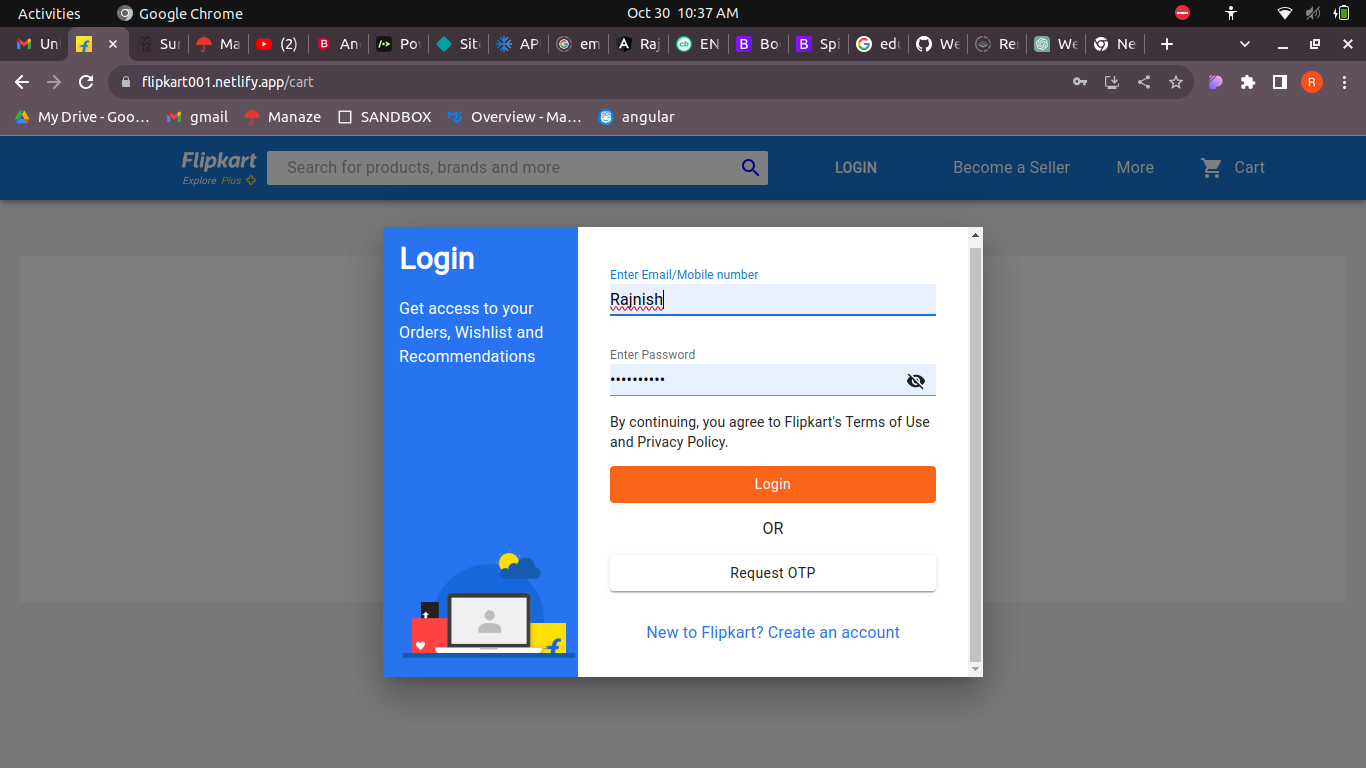 Activities Google Chrome Oct 30 10:37 AM
Un × Sur Ma (2) An Po Sit AP em Raj EN Bo Spi edu We Re We Ne +
flipkart001.netlify.app/cart R
My Drive - Goo... gmail Manaze SANDBOX Overview - Ma... angular
Flipkart Search for products, brands and more LOGIN Become a Seller More Cart
Explore Plus
Login
Get access to your
Orders, Wishlist and
Recommendations
Enter Email/Mobile number
Rajnish
Enter Password
••••••••••
By continuing, you agree to Flipkart's Terms of Use
and Privacy Policy.
Login
OR
Request OTP
New to Flipkart? Create an account